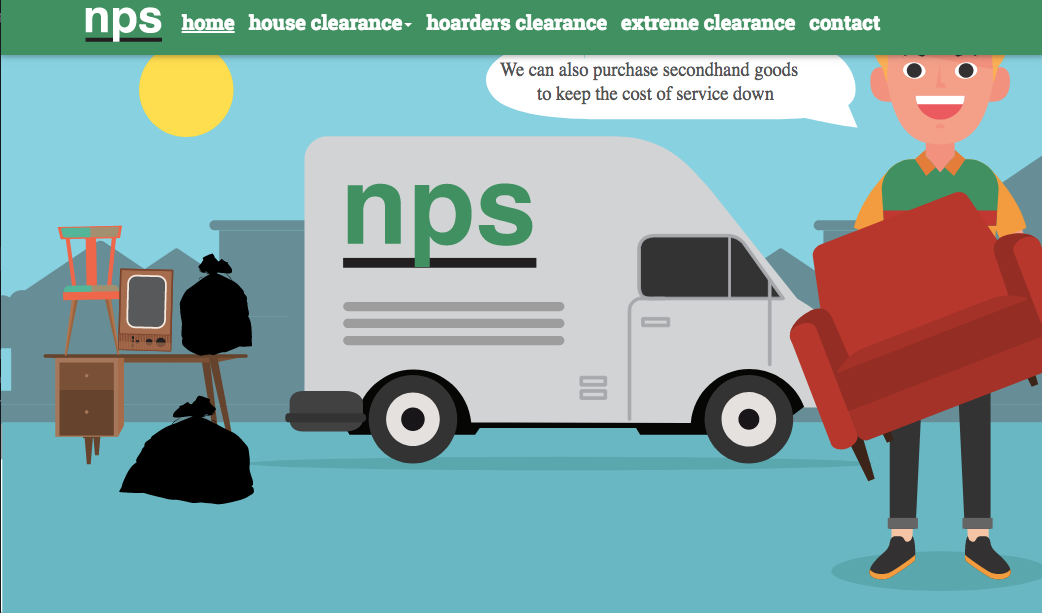 nps home house clearance hoarders clearance extreme clearance contact
We can also purchase secondhand goods
to keep the cost of service down
nps